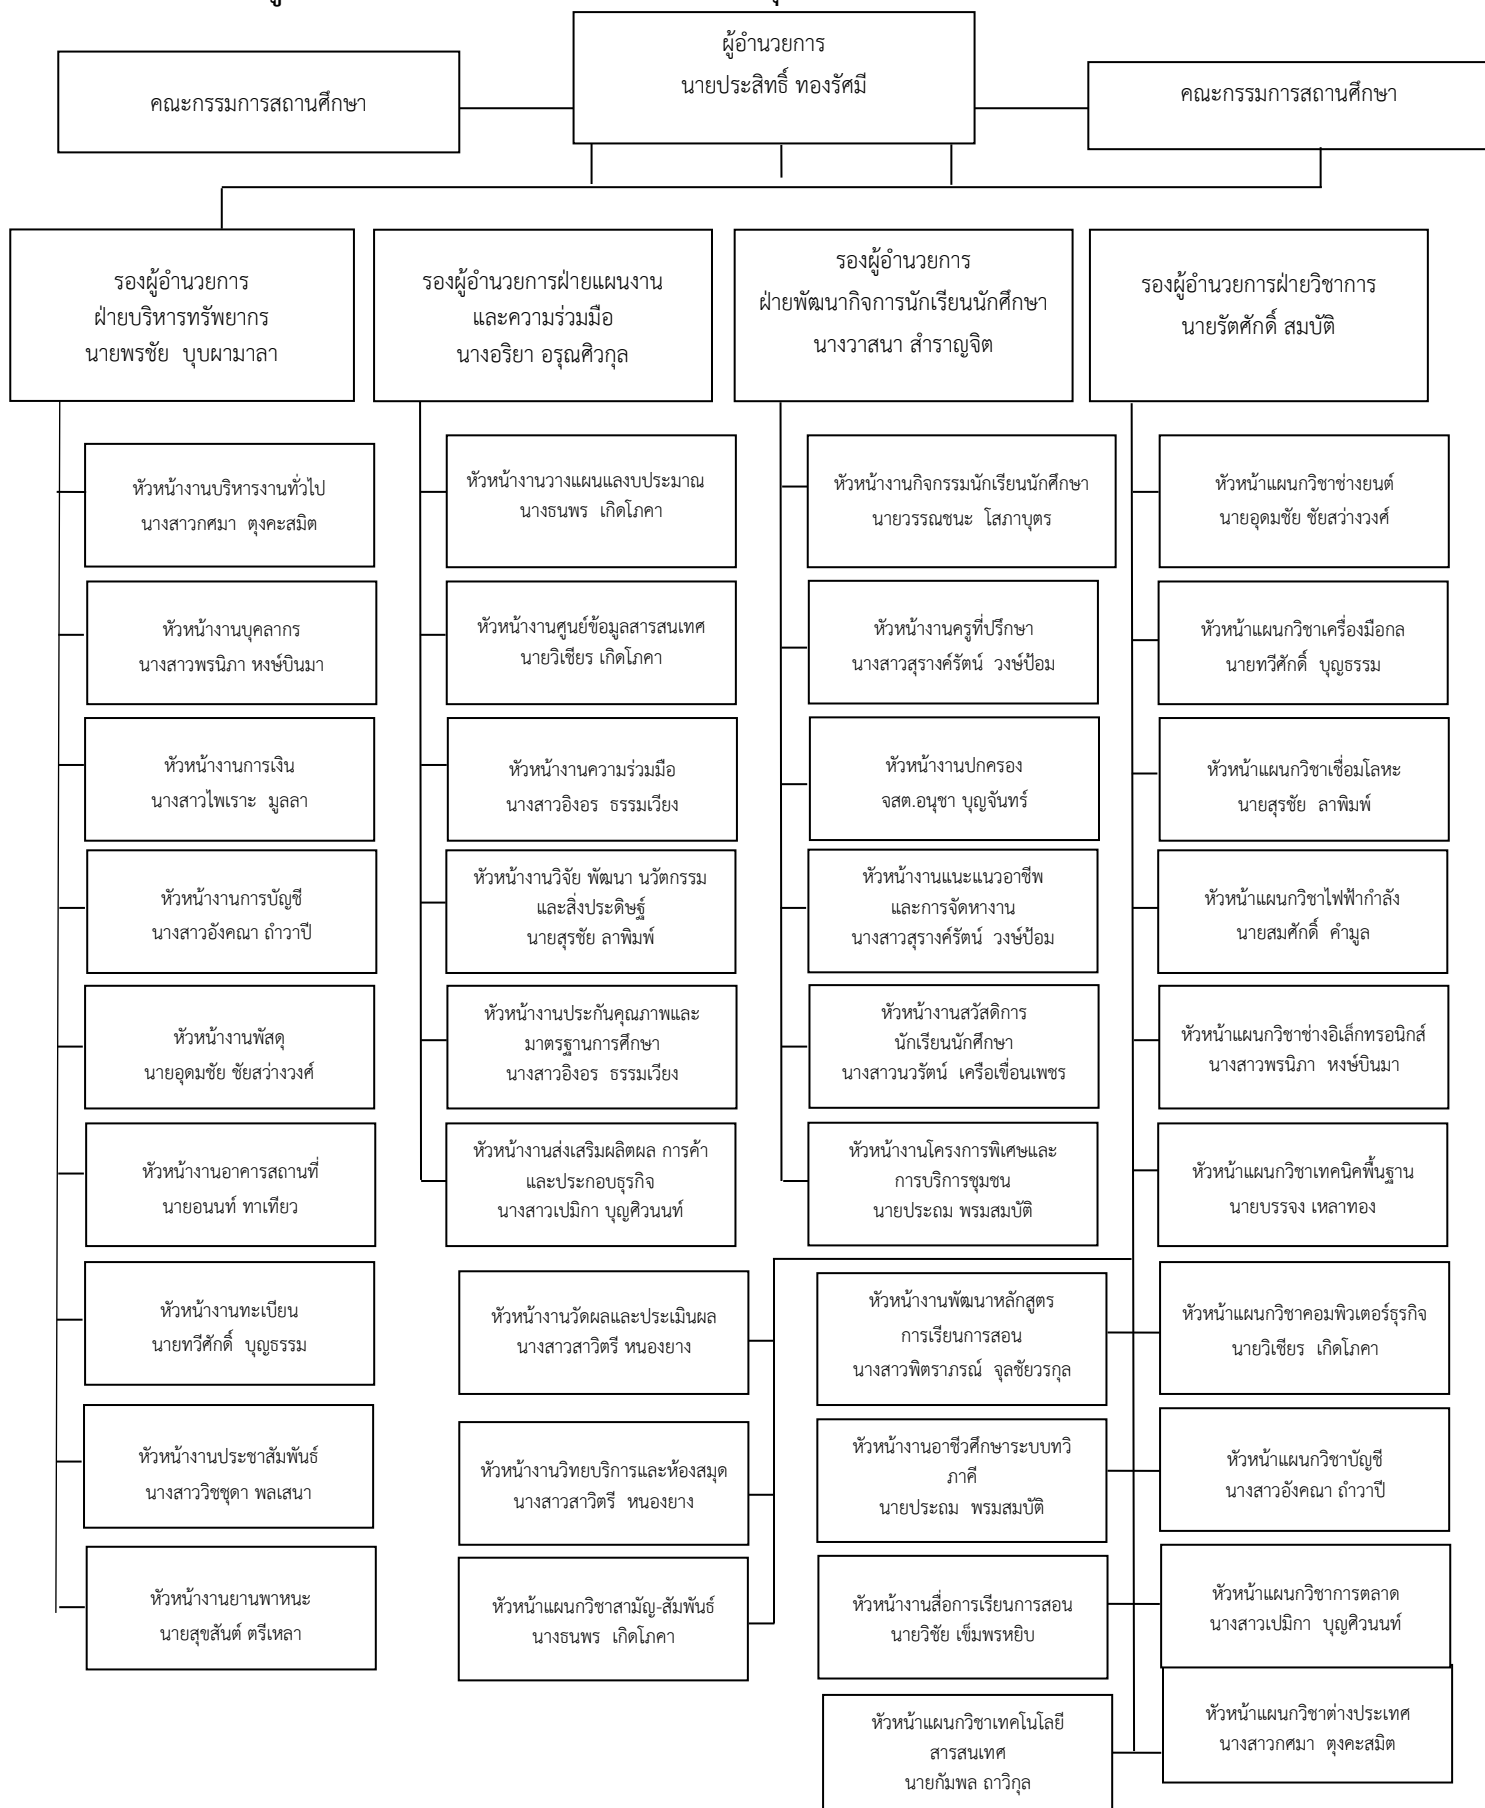 ผู้อำนวยการ
นายประสิทธิ์ ทองรัศมี
คณะกรรมการสถานศึกษา
คณะกรรมการสถานศึกษา
รองผู้อำนวยการ
ฝ่ายบริหารทรัพยากร
นายพรชัย บุบผามาลา
รองผู้อำนวยการฝ่ายแผนงาน
และความร่วมมือ
นางอริยา อรุณศิวกุล
รองผู้อำนวยการ
ฝ่ายพัฒนากิจการนักเรียนนักศึกษา
นางวาสนา สำราญจิต
รองผู้อำนวยการฝ่ายวิชาการ
นายรัตศักดิ์ สมบัติ
หัวหน้างานบริหารงานทั่วไป
นางสาวกศมา ตุงคะสมิต
หัวหน้างานบุคลากร
นางสาวพรนิภา หงษ์บินมา
หัวหน้างานการเงิน
นางสาวไพเราะ มูลลา
หัวหน้างานการบัญชี
นางสาวอังคณา ถ้ำวาปี
หัวหน้างานพัสดุ
นายอุดมชัย ชัยสว่างวงศ์
หัวหน้างานอาคารสถานที่
นายอนนท์ ทาเทียว
หัวหน้างานทะเบียน
นายทวีศักดิ์ บุญธรรม
หัวหน้างานประชาสัมพันธ์
นางสาววิชชุดา พลเสนา
หัวหน้างานยานพาหนะ
นายสุขสันต์ ตรีเหลา
หัวหน้างานวางแผนแลงบประมาณ
นางธนพร เกิดโภคา
หัวหน้างานศูนย์ข้อมูลสารสนเทศ
นายวิเชียร เกิดโภคา
หัวหน้างานความร่วมมือ
นางสาวอิงอร ธรรมเวียง
หัวหน้างานวิจัย พัฒนา นวัตกรรม
และสิ่งประดิษฐ์
นายสุรชัย ลาพิมพ์
หัวหน้างานประกันคุณภาพและ
มาตรฐานการศึกษา
นางสาวอิงอร ธรรมเวียง
หัวหน้างานส่งเสริมผลิตผล การค้า
และประกอบธุรกิจ
นางสาวเปมิกา บุญศิวนนท์
หัวหน้างานกิจกรรมนักเรียนนักศึกษา
นายวรรณชนะ โสภาบุตร
หัวหน้างานครูที่ปรึกษา
นางสาวสุรางค์รัตน์ วงษ์ป้อม
หัวหน้างานปกครอง
จสต.อนุชา บุญจันทร์
หัวหน้างานแนะแนวอาชีพ
และการจัดหางาน
นางสาวสุรางค์รัตน์ วงษ์ป้อม
หัวหน้างานสวัสดิการ
นักเรียนนักศึกษา
นางสาวนวรัตน์ เครือเขื่อนเพชร
หัวหน้างานโครงการพิเศษและ
การบริการชุมชน
นายประถม พรมสมบัติ
หัวหน้าแผนกวิชาช่างยนต์
นายอุดมชัย ชัยสว่างวงศ์
หัวหน้าแผนกวิชาเครื่องมือกล
นายทวีศักดิ์ บุญธรรม
หัวหน้าแผนกวิชาเชื่อมโลหะ
นายสุรชัย ลาพิมพ์
หัวหน้าแผนกวิชาไฟฟ้ากำลัง
นายสมศักดิ์ คำมูล
หัวหน้าแผนกวิชาช่างอิเล็กทรอนิกส์
นางสาวพรนิภา หงษ์บินมา
หัวหน้าแผนกวิชาเทคนิคพื้นฐาน
นายบรรจง เหลาทอง
หัวหน้าแผนกวิชาคอมพิวเตอร์ธุรกิจ
นายวิเชียร เกิดโภคา
หัวหน้าแผนกวิชาบัญชี
นางสาวอังคณา ถ้ำวาปี
หัวหน้าแผนกวิชาการตลาด
นางสาวเปมิกา บุญศิวนนท์
หัวหน้าแผนกวิชาต่างประเทศ
นางสาวกศมา ตุงคะสมิต
หัวหน้างานวัดผลและประเมินผล
นางสาวสาวิตรี หนองยาง
หัวหน้างานวิทยบริการและห้องสมุด
นางสาวสาวิตรี หนองยาง
หัวหน้าแผนกวิชาสามัญ-สัมพันธ์
นางธนพร เกิดโภคา
หัวหน้างานพัฒนาหลักสูตร
การเรียนการสอน
นางสาวพิตราภรณ์ จุลชัยวรกุล
หัวหน้างานอาชีวศึกษาระบบทวิ
ภาคี
นายประถม พรมสมบัติ
หัวหน้างานสื่อการเรียนการสอน
นายวิชัย เข็มพรหยิบ
หัวหน้าแผนกวิชาเทคโนโลยี
สารสนเทศ
นายกัมพล ถาวิกุล